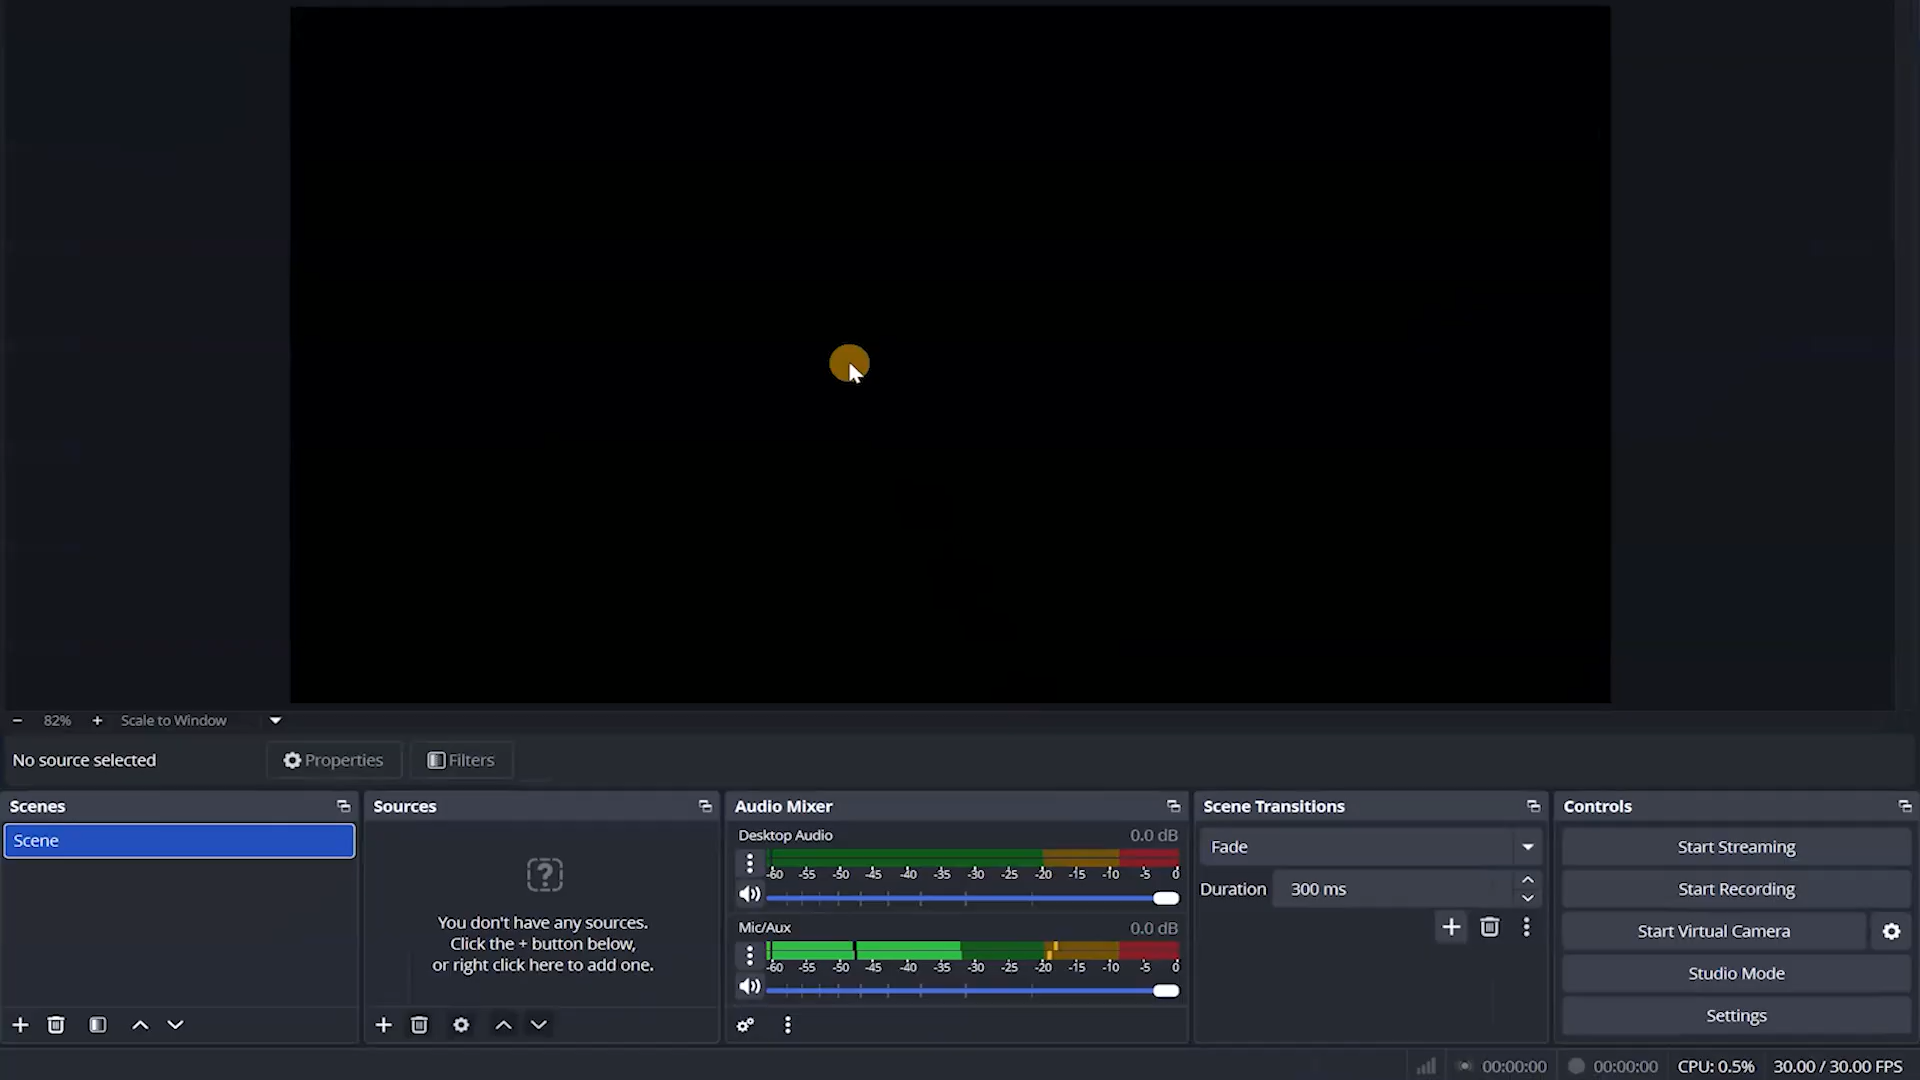 82% Scale to Window
No source selected Properties Filters
Scenes
Scene
Sources
?
You don't have any sources.
Click the + button below,
or right click here to add one.
Audio Mixer
Desktop Audio 0.0 dB
-60 -55 -50 -45 -40 -35 -30 -25 -20 -15 -10 -5 0
Mic/Aux 0.0 dB
-60 -55 -50 -45 -40 -35 -30 -25 -20 -15 -10 -5 0
Scene Transitions
Fade
Duration 300 ms
Controls
Start Streaming
Start Recording
Start Virtual Camera
Studio Mode
Settings
00:00:00 00:00:00 CPU: 0.5% 30.00 / 30.00 FPS